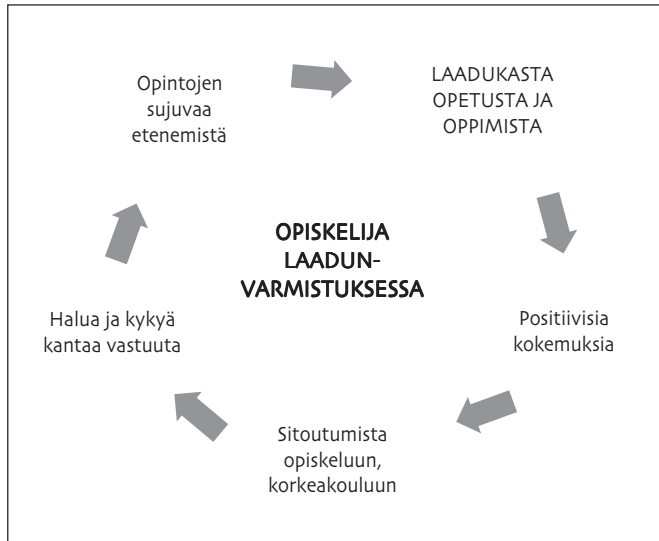 Opintojen
sujuvaa
etenemistä
LAADUKASTA
OPETUSTA JA
OPPIMISTA
OPISKELIJA
LAADUN-
VARMISTUKSESSA
Positiivisia
kokemuksia
Sitoutumista
opiskeluun,
korkeakouluun
Halua ja kykyä
kantaa vastuuta